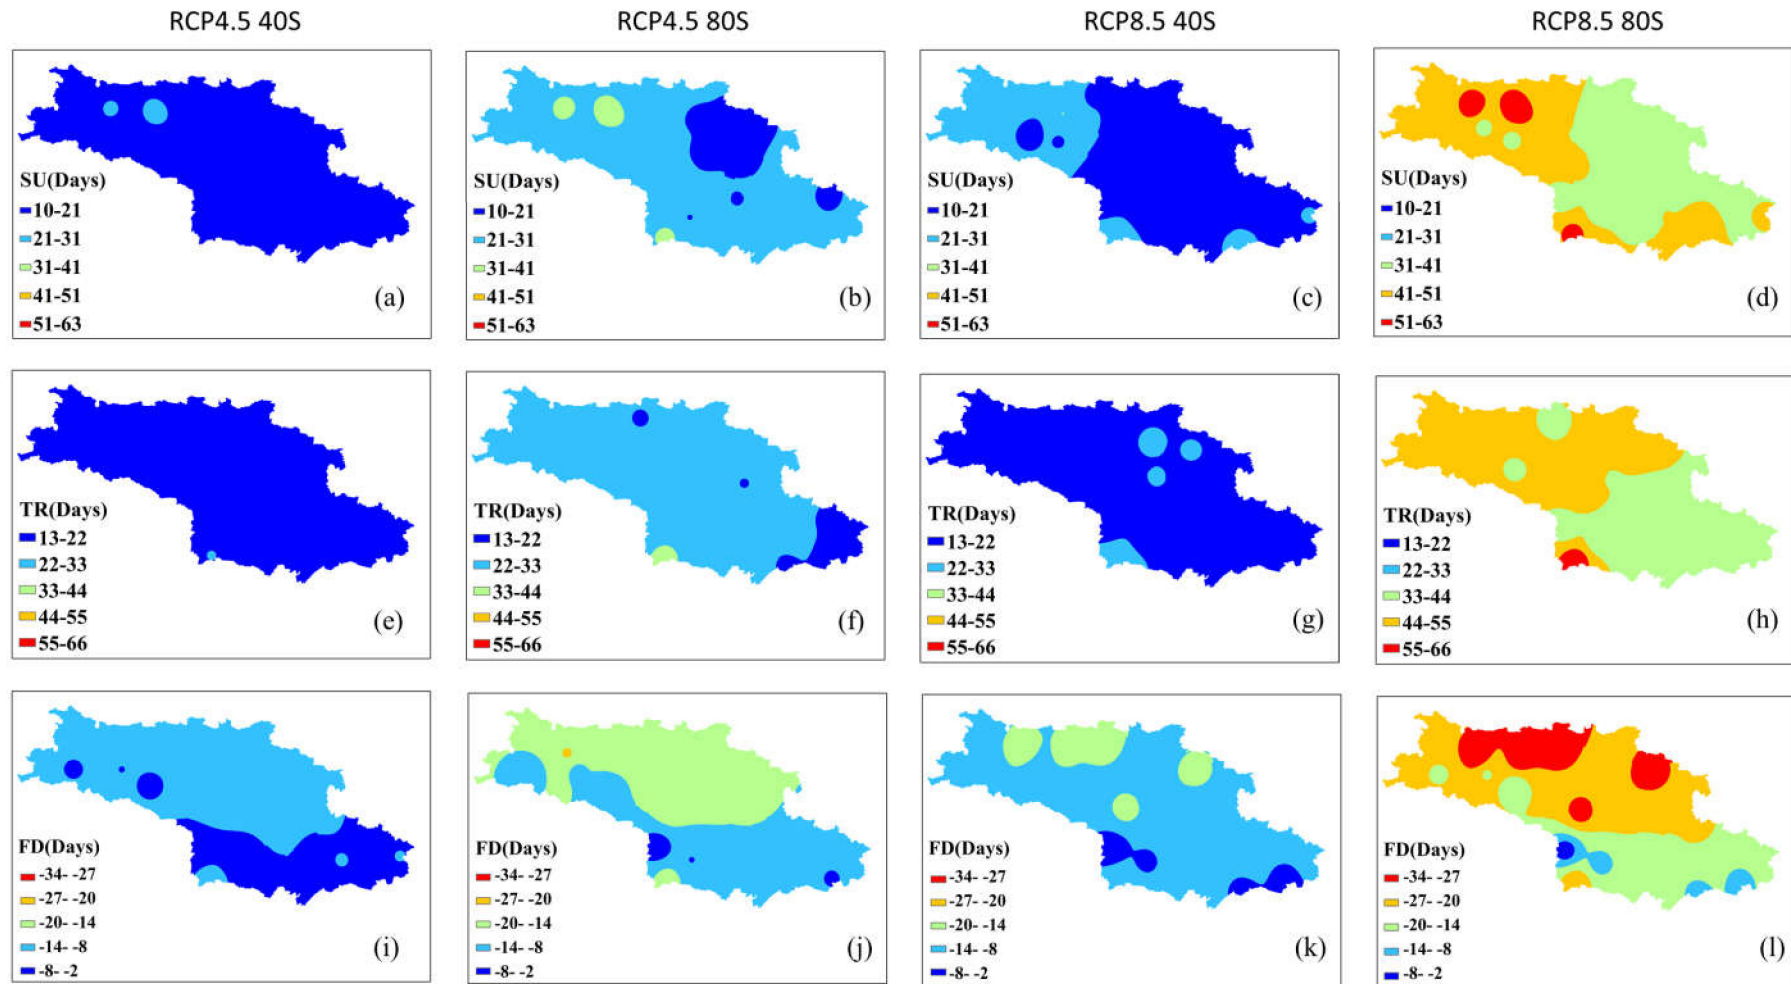 RCP4.5 40S
RCP4.5 80S
RCP8.5 40S
RCP8.5 80S
SU(Days)
10-21
21-31
31-41
41-51
51-63
(a)
SU(Days)
10-21
21-31
31-41
41-51
51-63
(b)
SU(Days)
10-21
21-31
31-41
41-51
51-63
(c)
SU(Days)
10-21
21-31
31-41
41-51
51-63
(d)
TR(Days)
13-22
22-33
33-44
44-55
55-66
(e)
TR(Days)
13-22
22-33
33-44
44-55
55-66
(f)
TR(Days)
13-22
22-33
33-44
44-55
55-66
(g)
TR(Days)
13-22
22-33
33-44
44-55
55-66
(h)
FD(Days)
-34- -27
-27- -20
-20- -14
-14- -8
-8- -2
(i)
FD(Days)
-34- -27
-27- -20
-20- -14
-14- -8
-8- -2
(j)
FD(Days)
-34- -27
-27- -20
-20- -14
-14- -8
-8- -2
(k)
FD(Days)
-34- -27
-27- -20
-20- -14
-14- -8
-8- -2
(l)